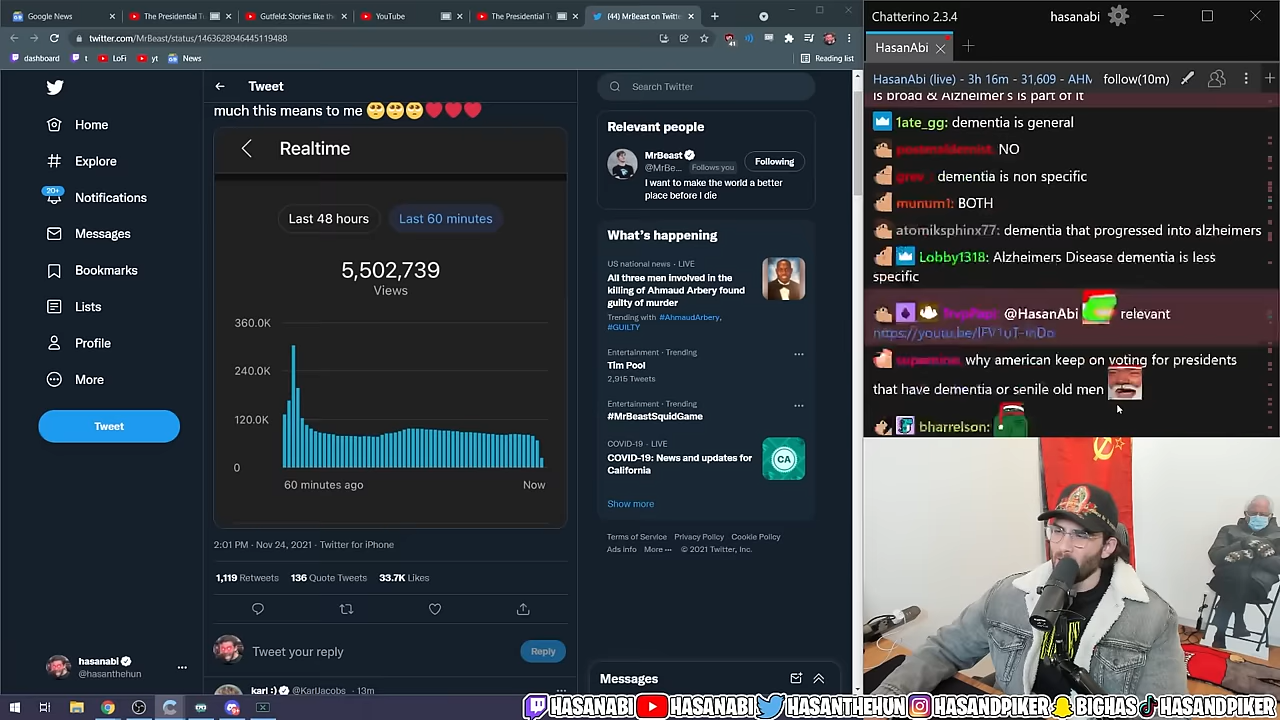 Google News
The Presidential T
Gutfeld: Stories like th
YouTube
The Presidential T
(44) MrBeast on Twitte
twitter.com/MrBeast/status/1463628946445119488
41
dashboard
t
LoFi
yt
News
Reading list
Home
Explore
20+
Notifications
Messages
Bookmarks
Lists
Profile
More
Tweet
hasanabi
@hasanthehun
Tweet
much this means to me
Realtime
Last 48 hours
Last 60 minutes
5,502,739
Views
360.0K
240.0K
120.0K
0
60 minutes ago
Now
2:01 PM · Nov 24, 2021 · Twitter for iPhone
1,119 Retweets 136 Quote Tweets 33.7K Likes
Tweet your reply
Reply
karl :) @KarlJacobs · 13m
Search Twitter
Relevant people
MrBeast
@MrBe... Follows you
Following
I want to make the world a better
place before I die
What's happening
US national news · LIVE
All three men involved in the
killing of Ahmaud Arbery found
guilty of murder
Trending with #AhmaudArbery,
#GUILTY
Entertainment · Trending
Tim Pool
2,915 Tweets
Entertainment · Trending
#MrBeastSquidGame
COVID-19 · LIVE
COVID-19: News and updates for
California
CA
Show more
Terms of Service Privacy Policy Cookie Policy
Ads info More ··· © 2021 Twitter, Inc.
Messages
Chatterino 2.3.4
hasanabi
HasanAbi
HasanAbi (live) - 3h 16m - 31,609 - AHM
follow(10m)
is broad & Alzheimer's is part of it
1ate_gg: dementia is general
NO
dementia is non specific
munum1: BOTH
atomiksphinx77: dementia that progressed into alzheimers
Lobby1318: Alzheimers Disease dementia is less
specific
@HasanAbi relevant
why american keep on voting for presidents
that have dementia or senile old men
bharrelson:
HASANABI HASANABI HASANTHEHUN HASANDPIKER BIGHAS HASANDPIKER